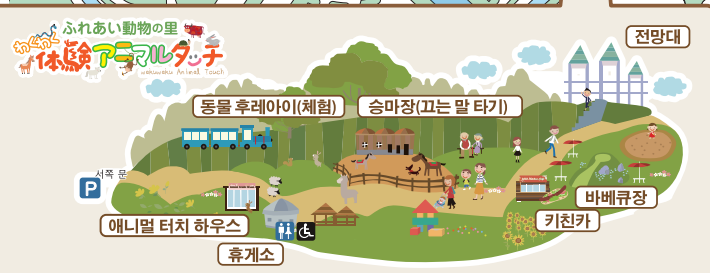 ふれあい動物の里
わくわく
体験アニマルタッチ
wakuwaku Animal Touch
전망대
동물 후레아이(체험)
승마장(끄는 말 타기)
서쪽 문
P
바베큐장
키친카
애니멀 터치 하우스
휴게소